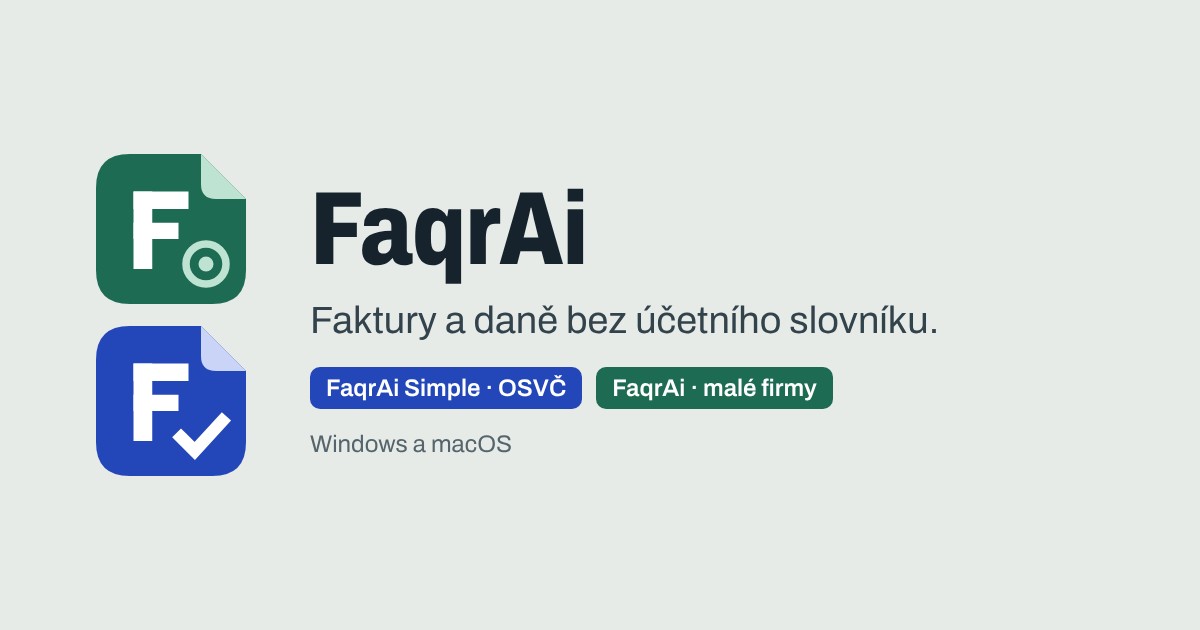 F
F
FaqrAi
Faktury a daně bez účetního slovníku.
FaqrAi Simple · OSVČ FaqrAi · malé firmy
Windows a macOS